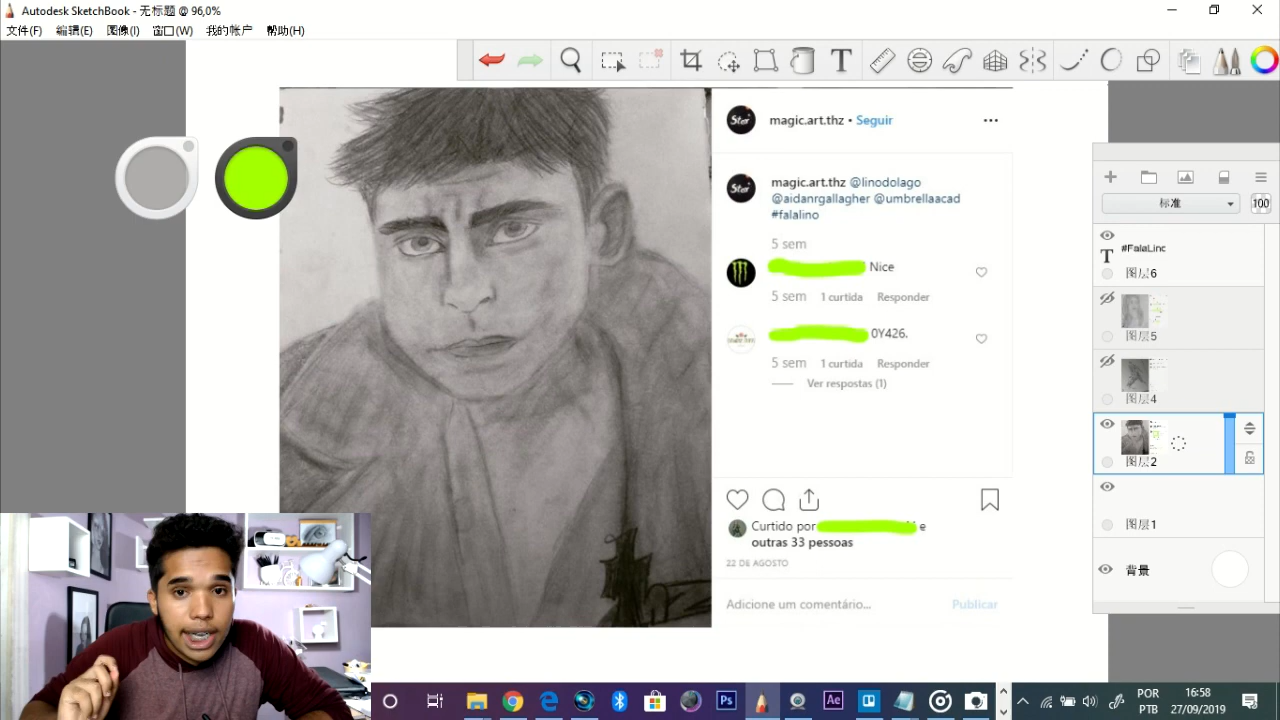 Autodesk SketchBook - 无标题 @ 96,0%
文件(F) 编辑(E) 图像(I) 窗口(W) 我的帐户 帮助(H)
T
magic.art.thz • Seguir
magic.art.thz @linodolago
@aidanrgallagher @umbrellaacad
#falalino
5 sem
Nice
5 sem 1 curtida Responder
0Y426.
5 sem 1 curtida Responder
Ver respostas (1)
Curtido por e
outras 33 pessoas
22 DE AGOSTO
Adicione um comentário... Publicar
标准 100
T #FalaLinc
图层6
图层5
图层4
图层2
图层1
背景
Ps Ae
POR
PTB
16:58
27/09/2019